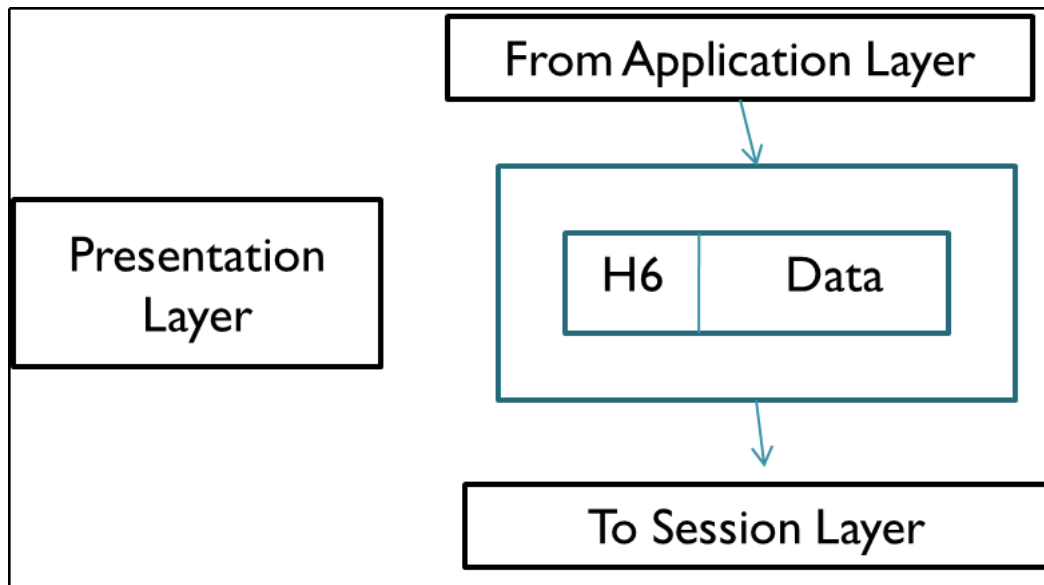 From Application Layer
Presentation
Layer
H6
Data
To Session Layer